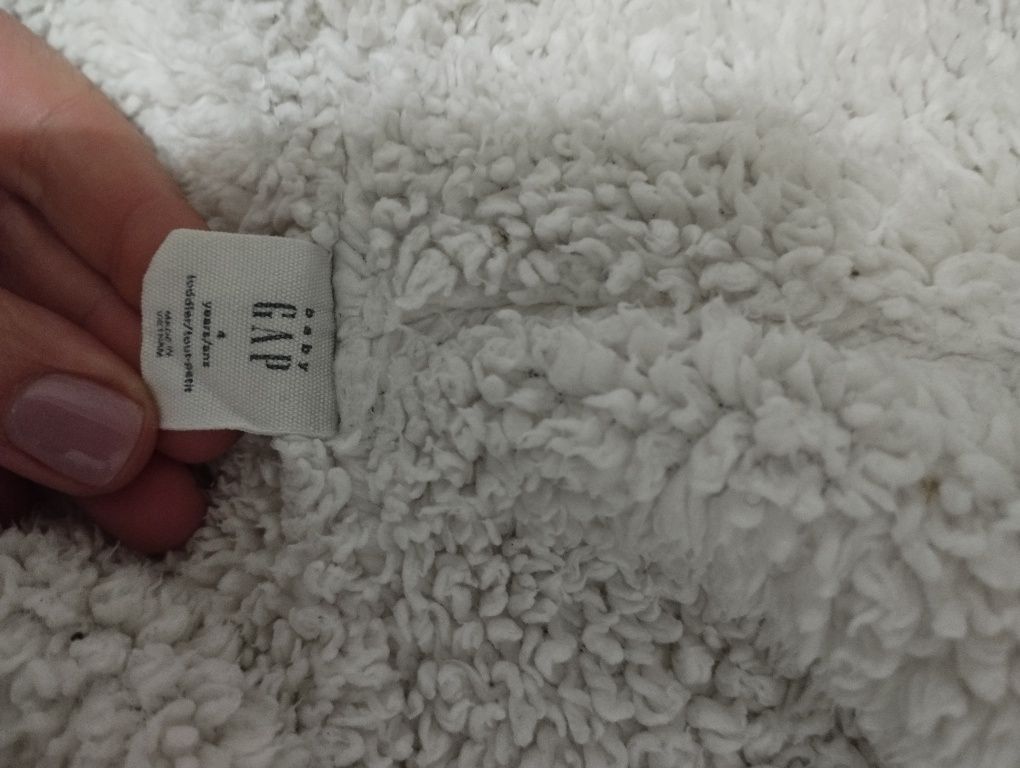 baby
GAP
4
years/ans
toddler/tout-petit
MADE IN
VIETNAM